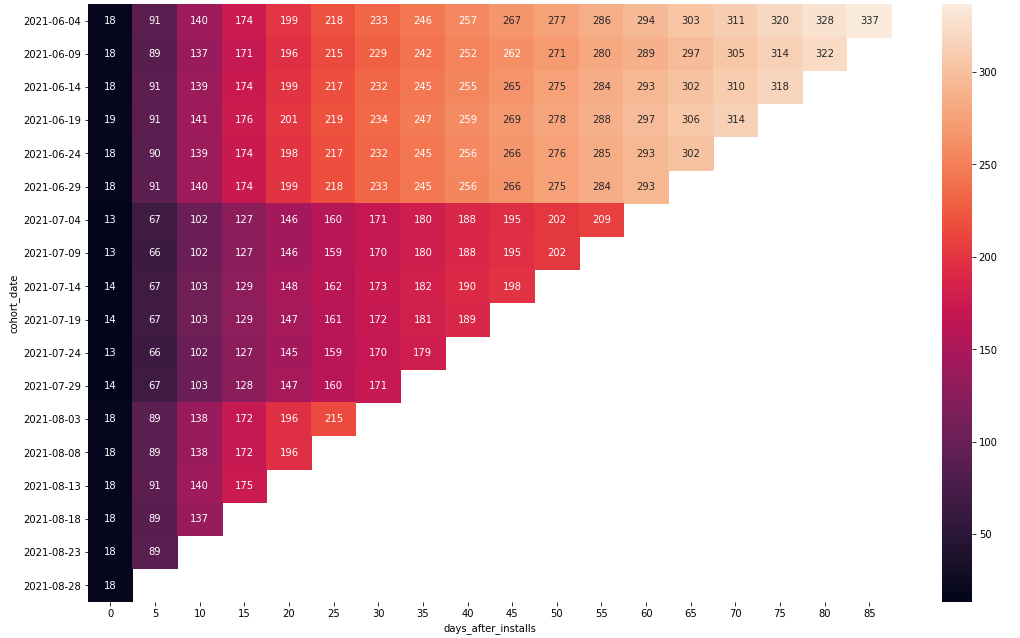 2021-06-04 18 91 140 174 199 218 233 246 257 267 277 286 294 303 311 320 328 337
2021-06-09 18 89 137 171 196 215 229 242 252 262 271 280 289 297 305 314 322
2021-06-14 18 91 139 174 199 217 232 245 255 265 275 284 293 302 310 318
2021-06-19 19 91 141 176 201 219 234 247 259 269 278 288 297 306 314
2021-06-24 18 90 139 174 198 217 232 245 256 266 276 285 293 302
2021-06-29 18 91 140 174 199 218 233 245 256 266 275 284 293
2021-07-04 13 67 102 127 146 160 171 180 188 195 202 209
2021-07-09 13 66 102 127 146 159 170 180 188 195 202
2021-07-14 14 67 103 129 148 162 173 182 190 198
2021-07-19 14 67 103 129 147 161 172 181 189
2021-07-24 13 66 102 127 145 159 170 179
2021-07-29 14 67 103 128 147 160 171
2021-08-03 18 89 138 172 196 215
2021-08-08 18 89 138 172 196
2021-08-13 18 91 140 175
2021-08-18 18 89 137
2021-08-23 18 89
2021-08-28 18
0 5 10 15 20 25 30 35 40 45 50 55 60 65 70 75 80 85
days_after_installs
cohort_date
300
250
200
150
100
50